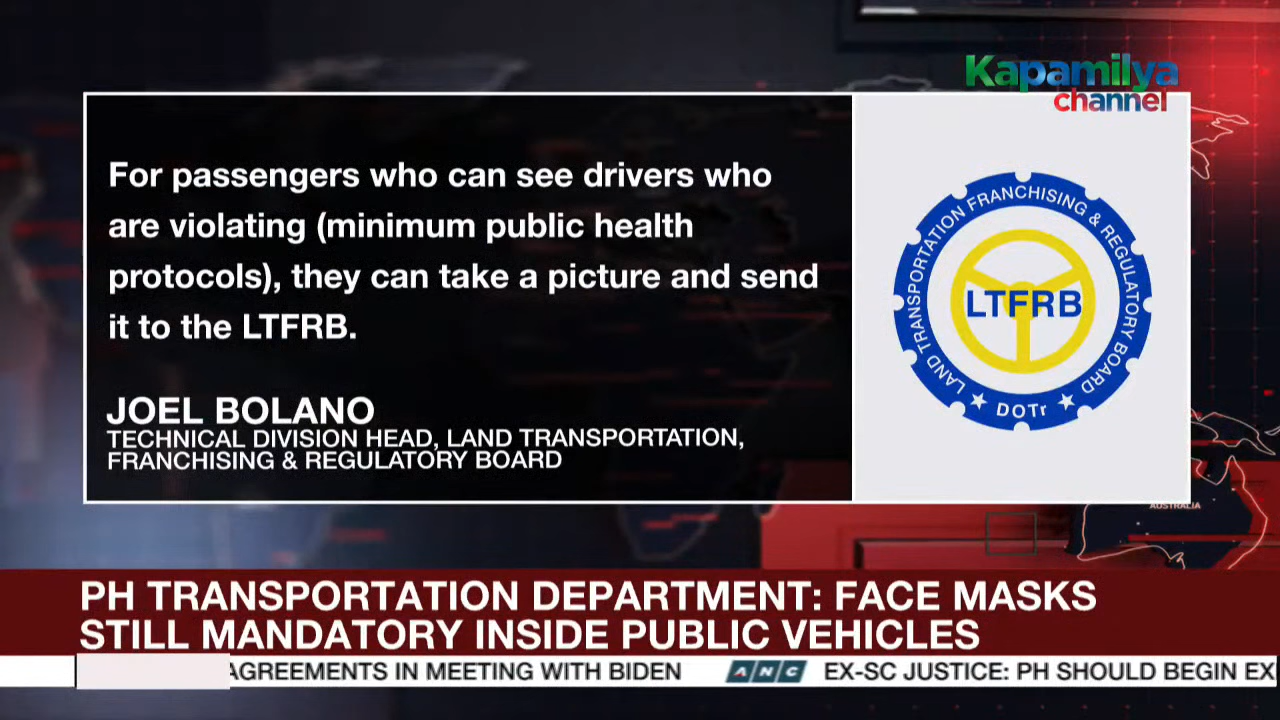 Kapamilya
channel
For passengers who can see drivers who
are violating (minimum public health
protocols), they can take a picture and send
it to the LTFRB.
JOEL BOLANO
TECHNICAL DIVISION HEAD, LAND TRANSPORTATION,
FRANCHISING & REGULATORY BOARD
LAND TRANSPORTATION FRANCHISING & REGULATORY BOARD
LTFRB
★ DOTr ★
AUSTRALIA
PH TRANSPORTATION DEPARTMENT: FACE MASKS
STILL MANDATORY INSIDE PUBLIC VEHICLES
AGREEMENTS IN MEETING WITH BIDEN ANC EX-SC JUSTICE: PH SHOULD BEGIN EX